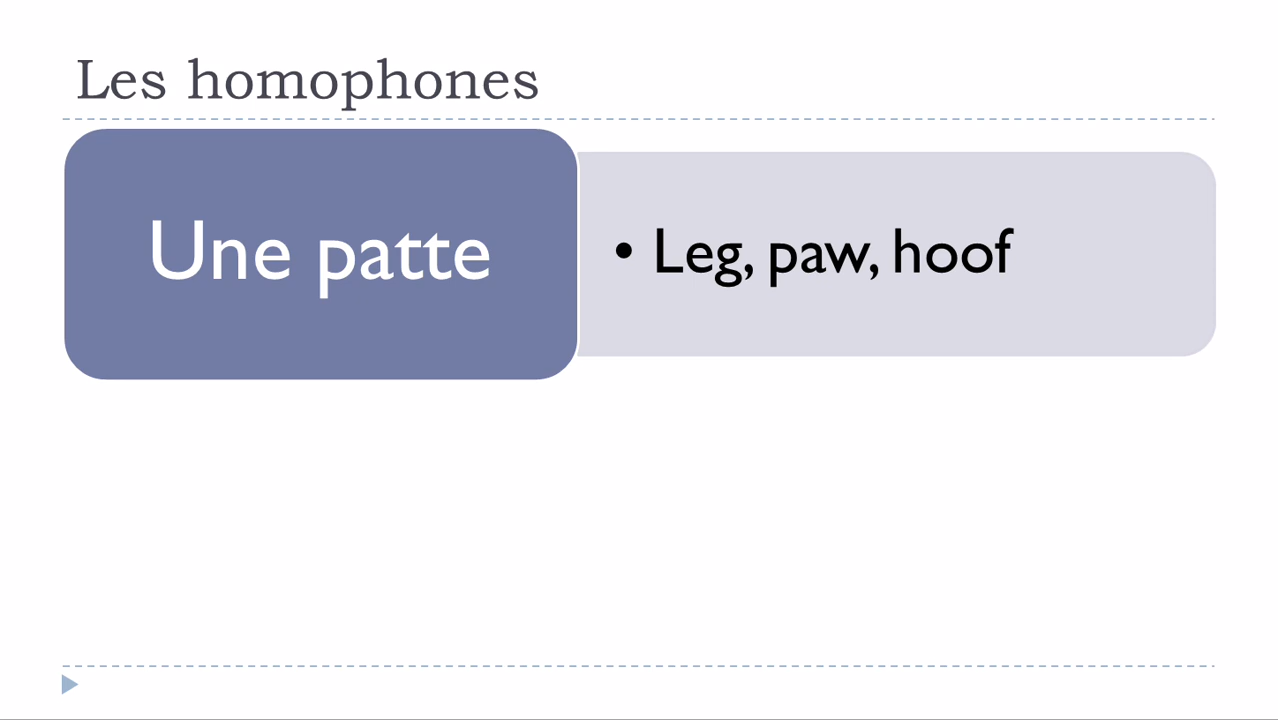 Les homophones
Une patte
• Leg, paw, hoof